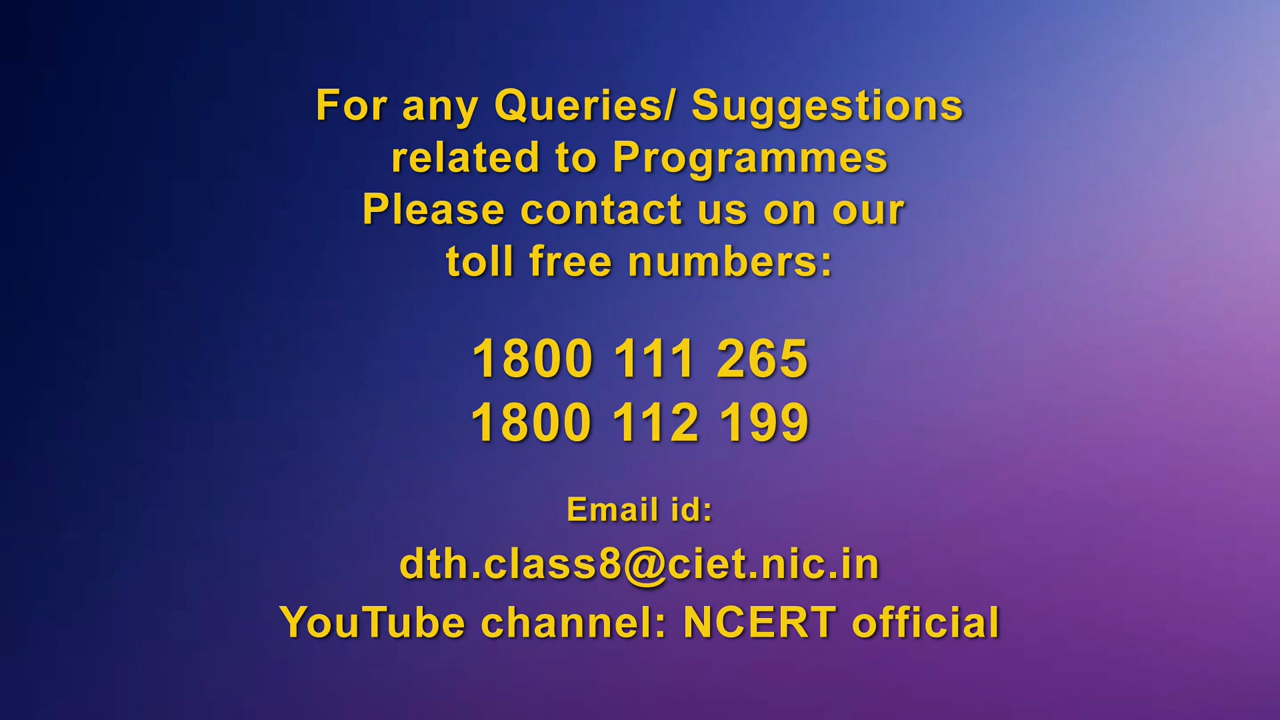 For any Queries/ Suggestions
related to Programmes
Please contact us on our
toll free numbers:
1800 111 265
1800 112 199
Email id:
dth.class8@ciet.nic.in
YouTube channel: NCERT official